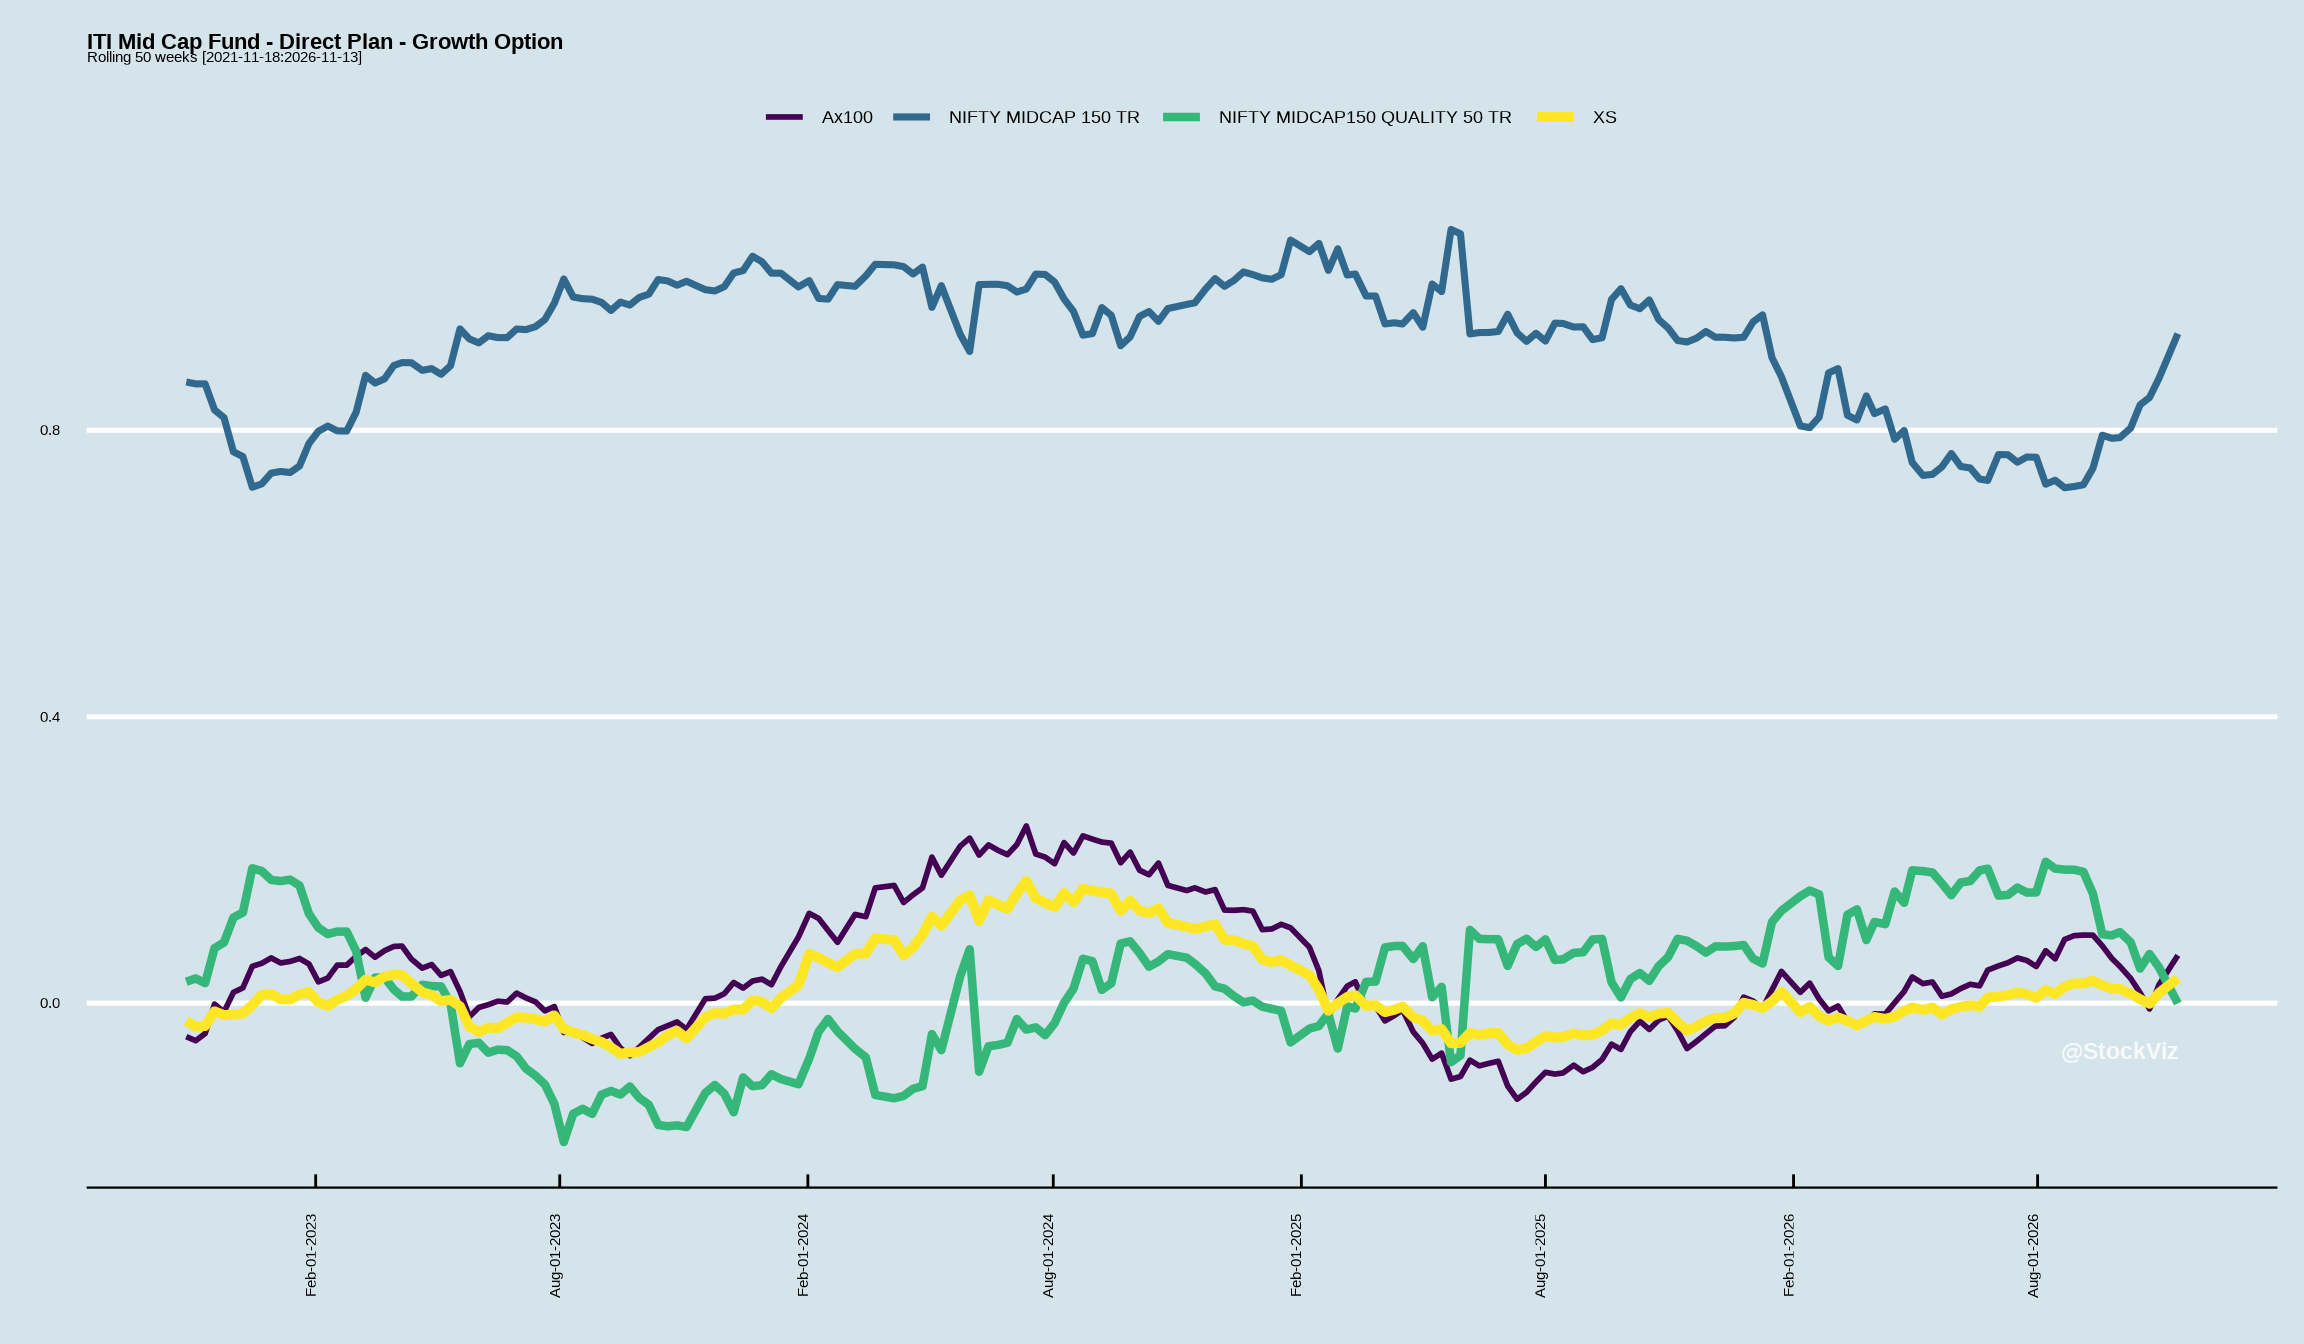 ITI Mid Cap Fund - Direct Plan - Growth Option
Rolling 50 weeks [2021-11-18:2026-11-13]
Ax100 NIFTY MIDCAP 150 TR NIFTY MIDCAP150 QUALITY 50 TR XS
0.8
0.4
0.0
@StockViz
Feb-01-2023
Aug-01-2023
Feb-01-2024
Aug-01-2024
Feb-01-2025
Aug-01-2025
Feb-01-2026
Aug-01-2026